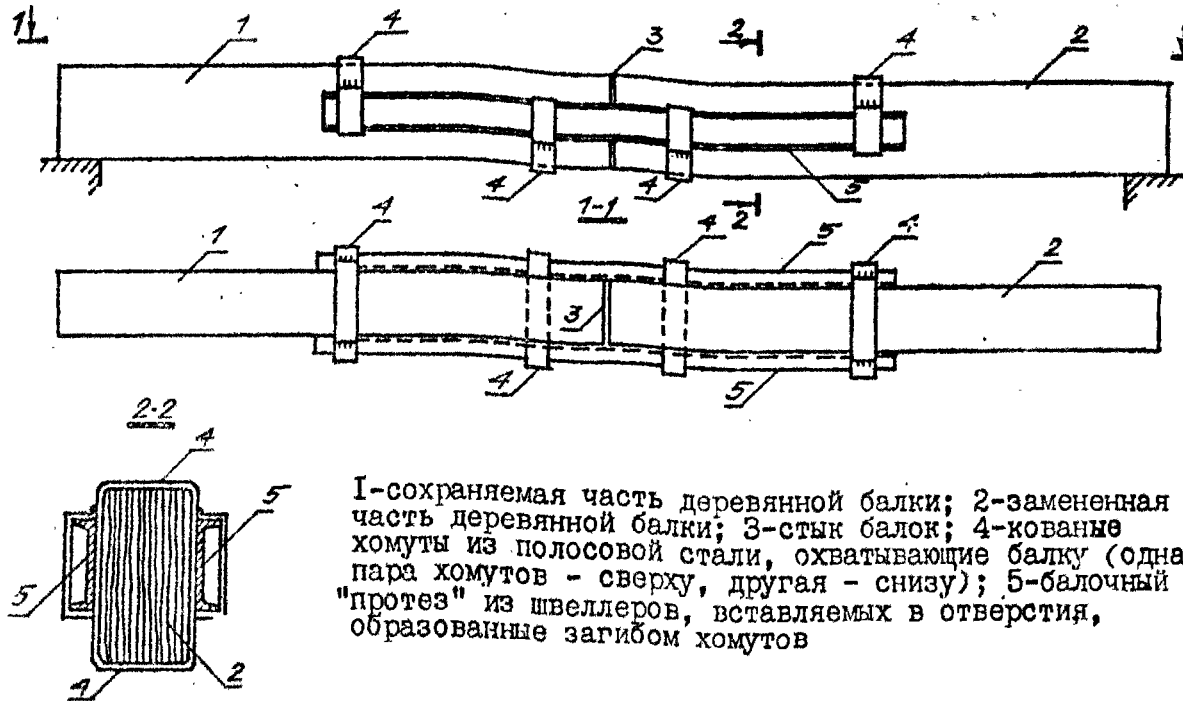 1 1 4 3 2 4 2 1
4 4 2 5
1-1
1 4 4 5 4 2
3
4 5
2-2
4
5
5
4 2
I-сохраняемая часть деревянной балки; 2-замененная
часть деревянной балки; 3-стык балок; 4-кованые
хомуты из полосовой стали, охватывающие балку (одна
пара хомутов - сверху, другая - снизу); 5-балочный
"протез" из швеллеров, вставляемых в отверстия,
образованные загибом хомутов